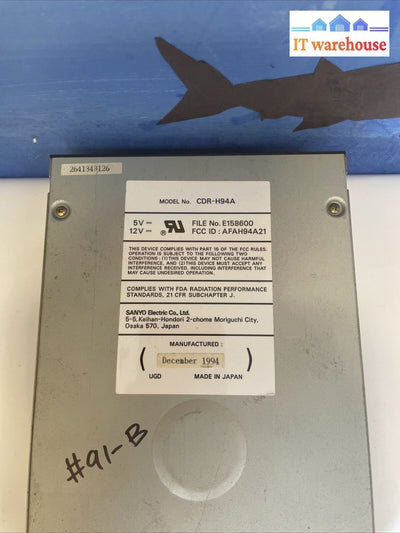 IT warehouse
2641343126
MODEL No. CDR-H94A
5V
12V
FILE No. E158600
FCC ID : AFAH94A21
THIS DEVICE COMPLIES WITH PART 15 OF THE FCC RULES.
OPERATION IS SUBJECT TO THE FOLLOWING TWO
CONDITIONS : (1) THIS DEVICE MAY NOT CAUSE HARMFUL
INTERFERENCE, AND (2) THIS DEVICE MUST ACCEPT ANY
INTERFERENCE RECEIVED, INCLUDING INTERFERENCE THAT
MAY CAUSE UNDESIRED OPERATION.
COMPLIES WITH FDA RADIATION PERFORMANCE
STANDARDS, 21 CFR SUBCHAPTER J.
SANYO Electric Co., Ltd.
5-5, Keihan-Hondori 2-chome Moriguchi City,
Osaka 570, Japan
MANUFACTURED :
( December 1994 )
UGD MADE IN JAPAN
#91-B